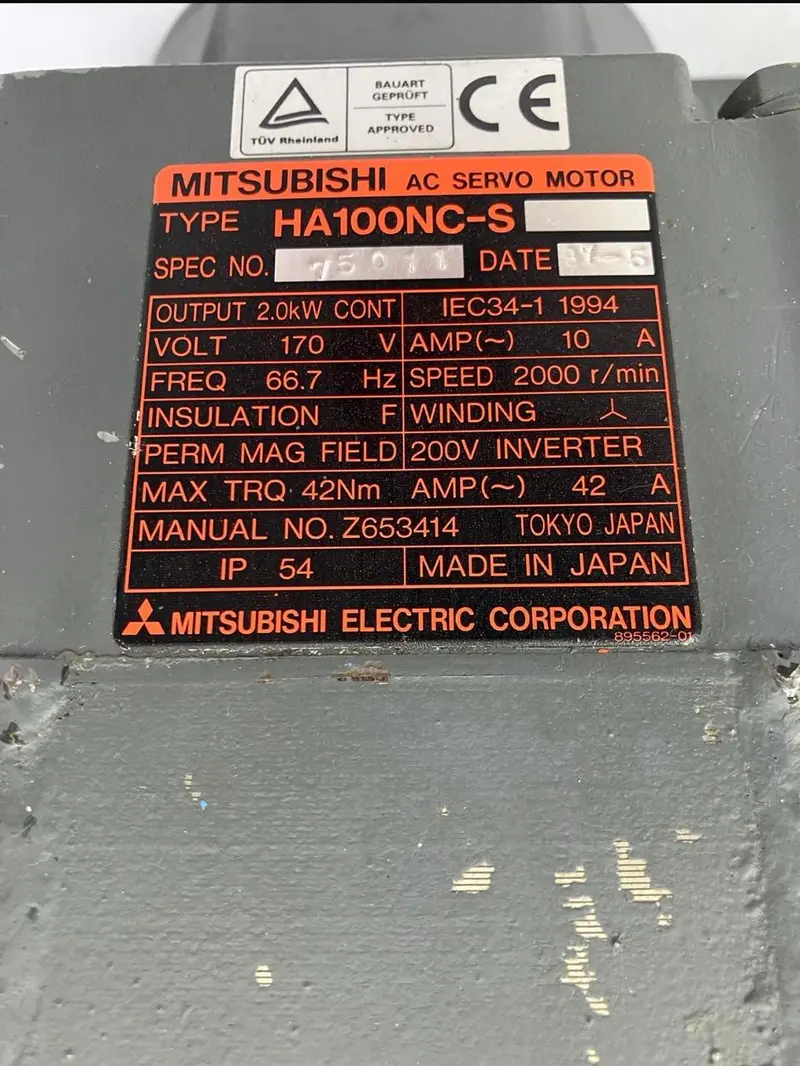 TÜV Rheinland
BAUART
GEPRÜFT
TYPE
APPROVED
CE
MITSUBISHI AC SERVO MOTOR
TYPE HA100NC-S
SPEC NO. 75011 DATE 97-5
OUTPUT 2.0kW CONT IEC34-1 1994
VOLT 170 V AMP(~) 10 A
FREQ 66.7 Hz SPEED 2000 r/min
INSULATION F WINDING
PERM MAG FIELD 200V INVERTER
MAX TRQ 42Nm AMP(~) 42 A
MANUAL NO. Z653414 TOKYO JAPAN
IP 54 MADE IN JAPAN
MITSUBISHI ELECTRIC CORPORATION
895562-01